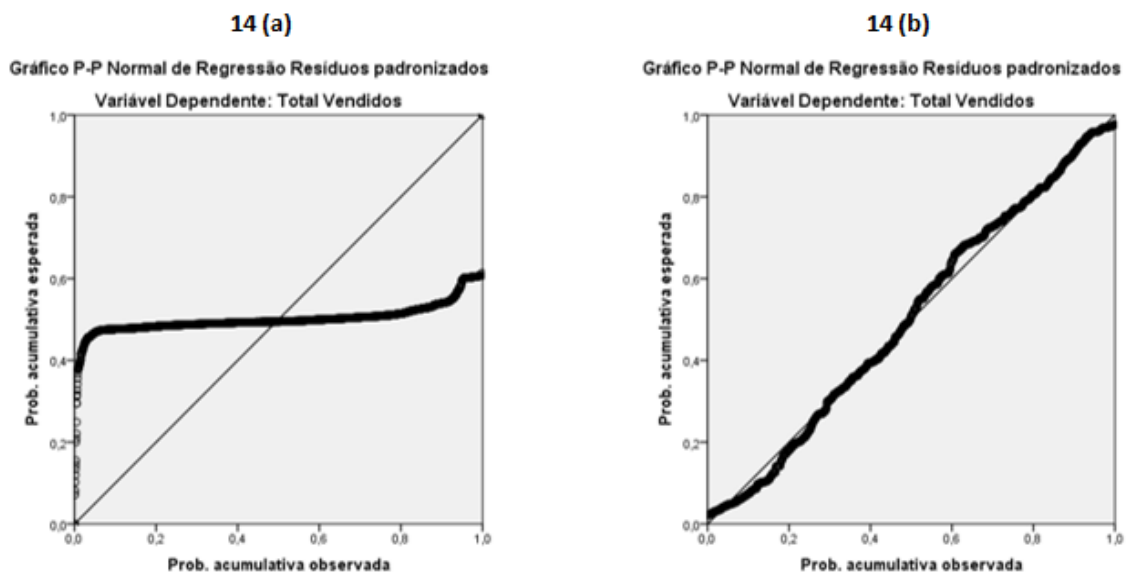 14 (a)
Gráfico P-P Normal de Regressão Resíduos padronizados
Variável Dependente: Total Vendidos
1,0
0,8
0,6
0,4
0,2
0,0
0,0 0,2 0,4 0,6 0,8 1,0
Prob. acumulativa esperada
Prob. acumulativa observada
14 (b)
Gráfico P-P Normal de Regressão Resíduos padronizados
Variável Dependente: Total Vendidos
1,0
0,8
0,6
0,4
0,2
0,0
0,0 0,2 0,4 0,6 0,8 1,0
Prob. acumulativa esperada
Prob. acumulativa observada